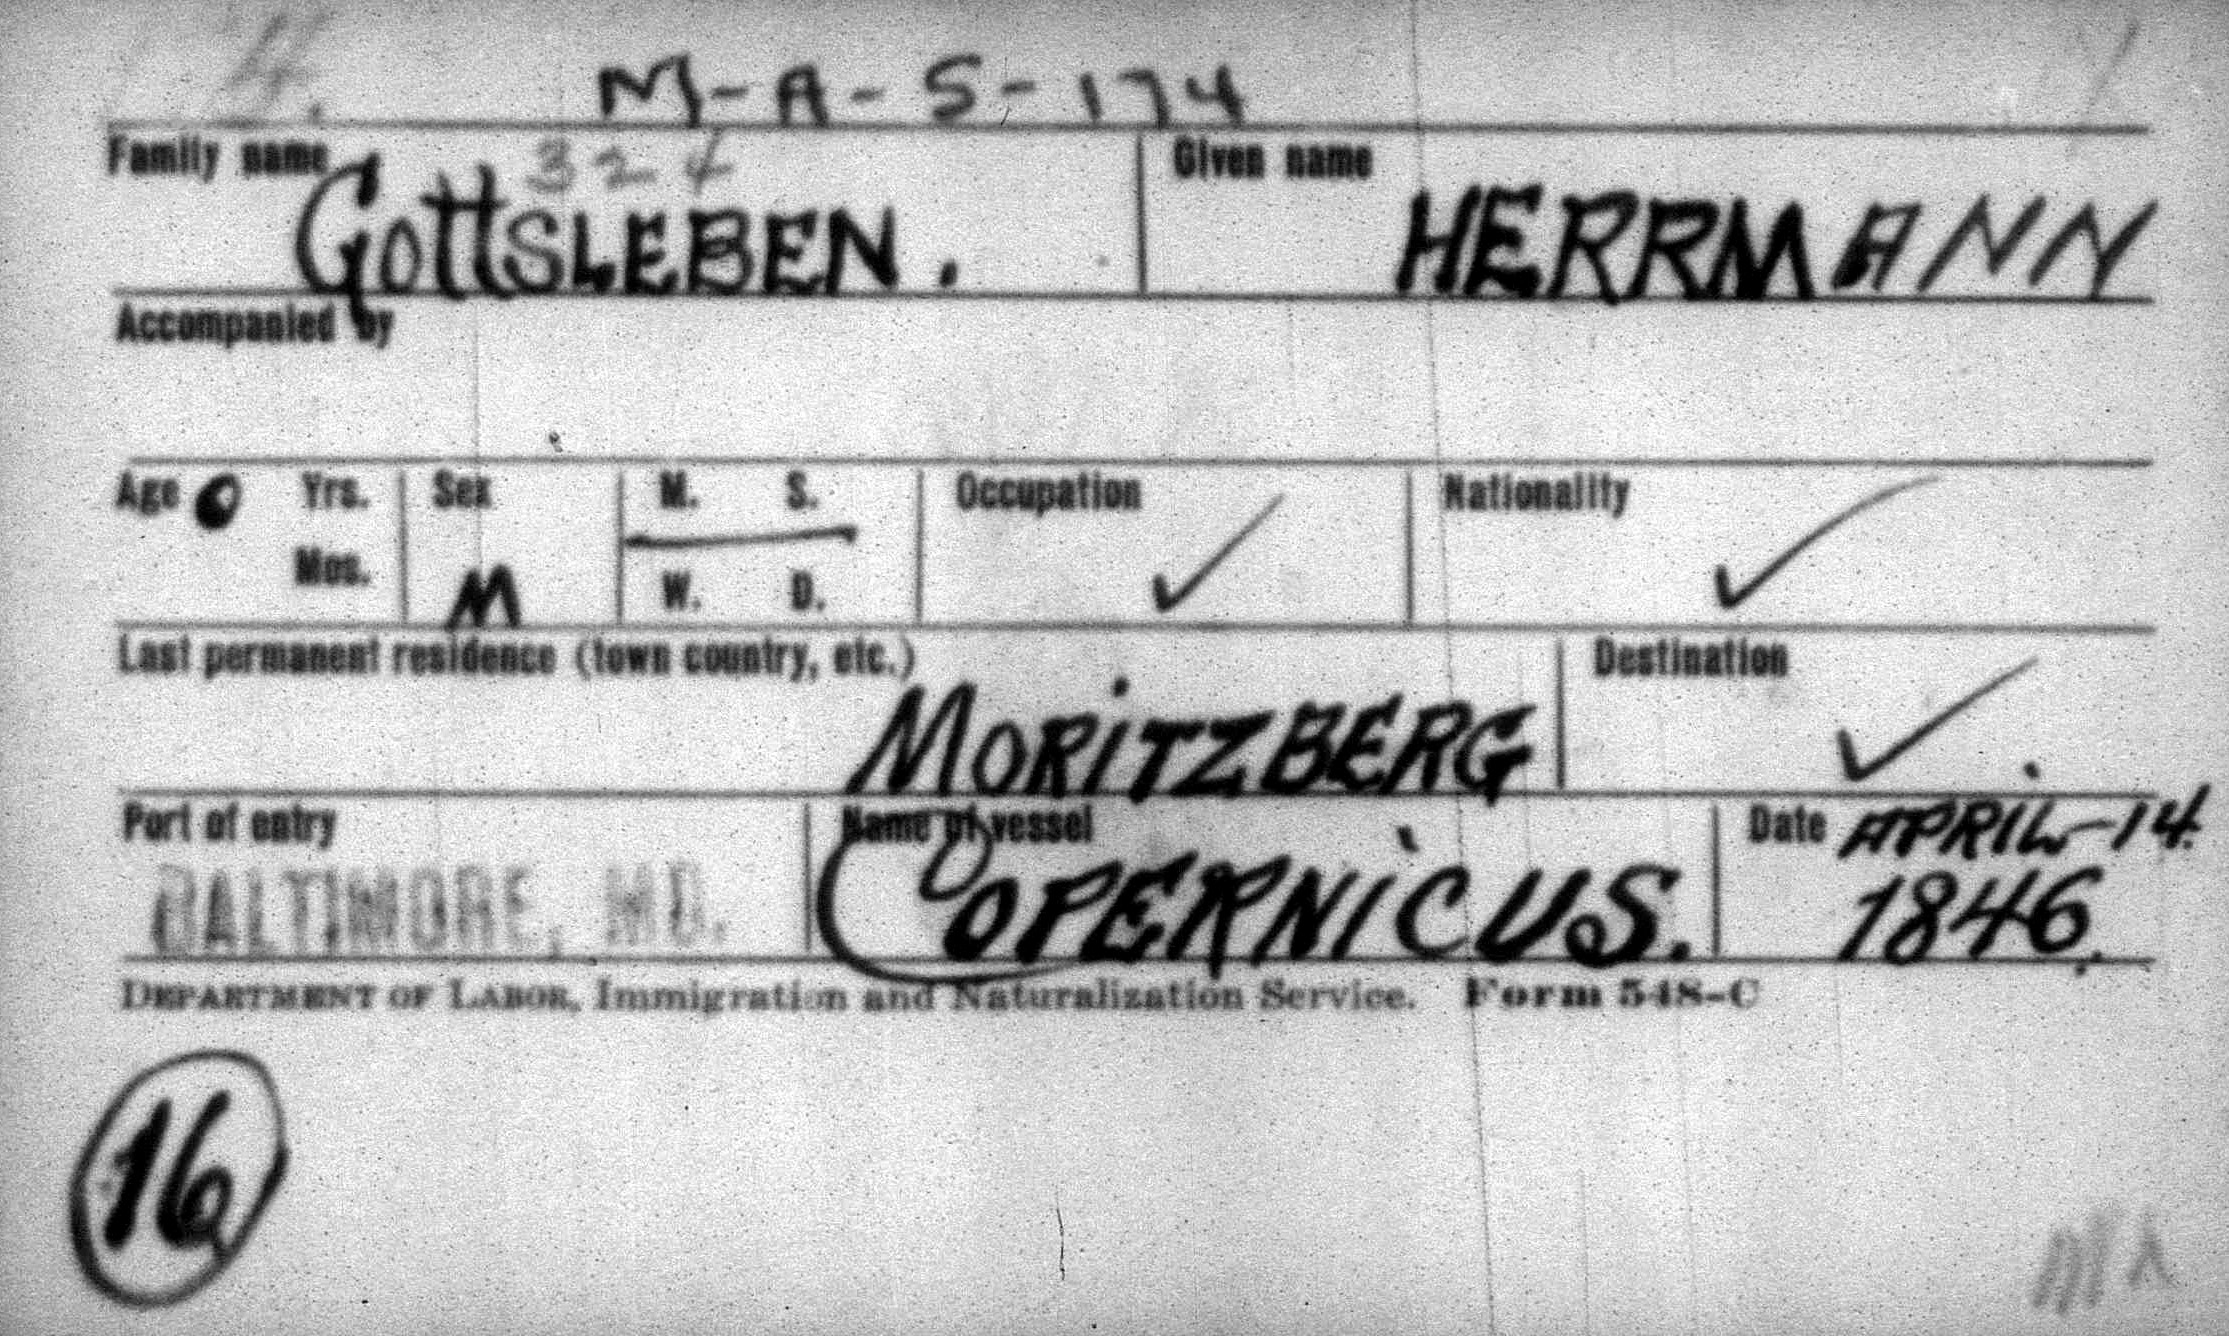 M-A-S-174
Family name 324 Given name
GottSLEBEN. HERRMANN
Accompanied by
Age 0 Yrs. Sex M. S. Occupation Nationality
Mos. M W. D.
Last permanent residence (town country, etc.) Destination
MORITZBERG
Port of entry Name of vessel Date APRIL-14.
BALTIMORE, MD. COPERNICUS. 1846.
DEPARTMENT OF LABOR, Immigration and Naturalization Service. Form 548-C
16